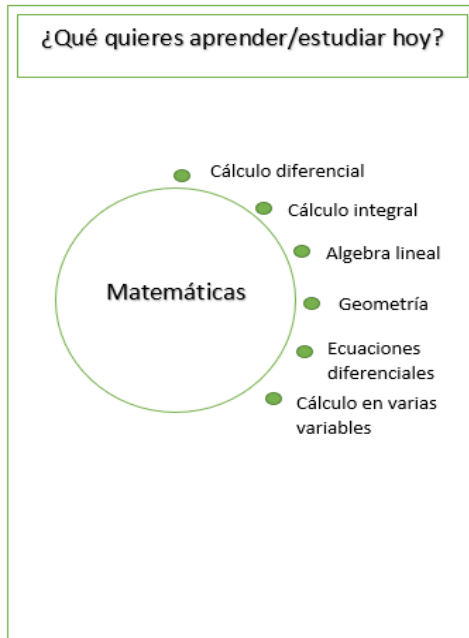 ¿Qué quieres aprender/estudiar hoy?
Cálculo diferencial
Cálculo integral
Algebra lineal
Matemáticas
Geometría
Ecuaciones
diferenciales
Cálculo en varias
variables